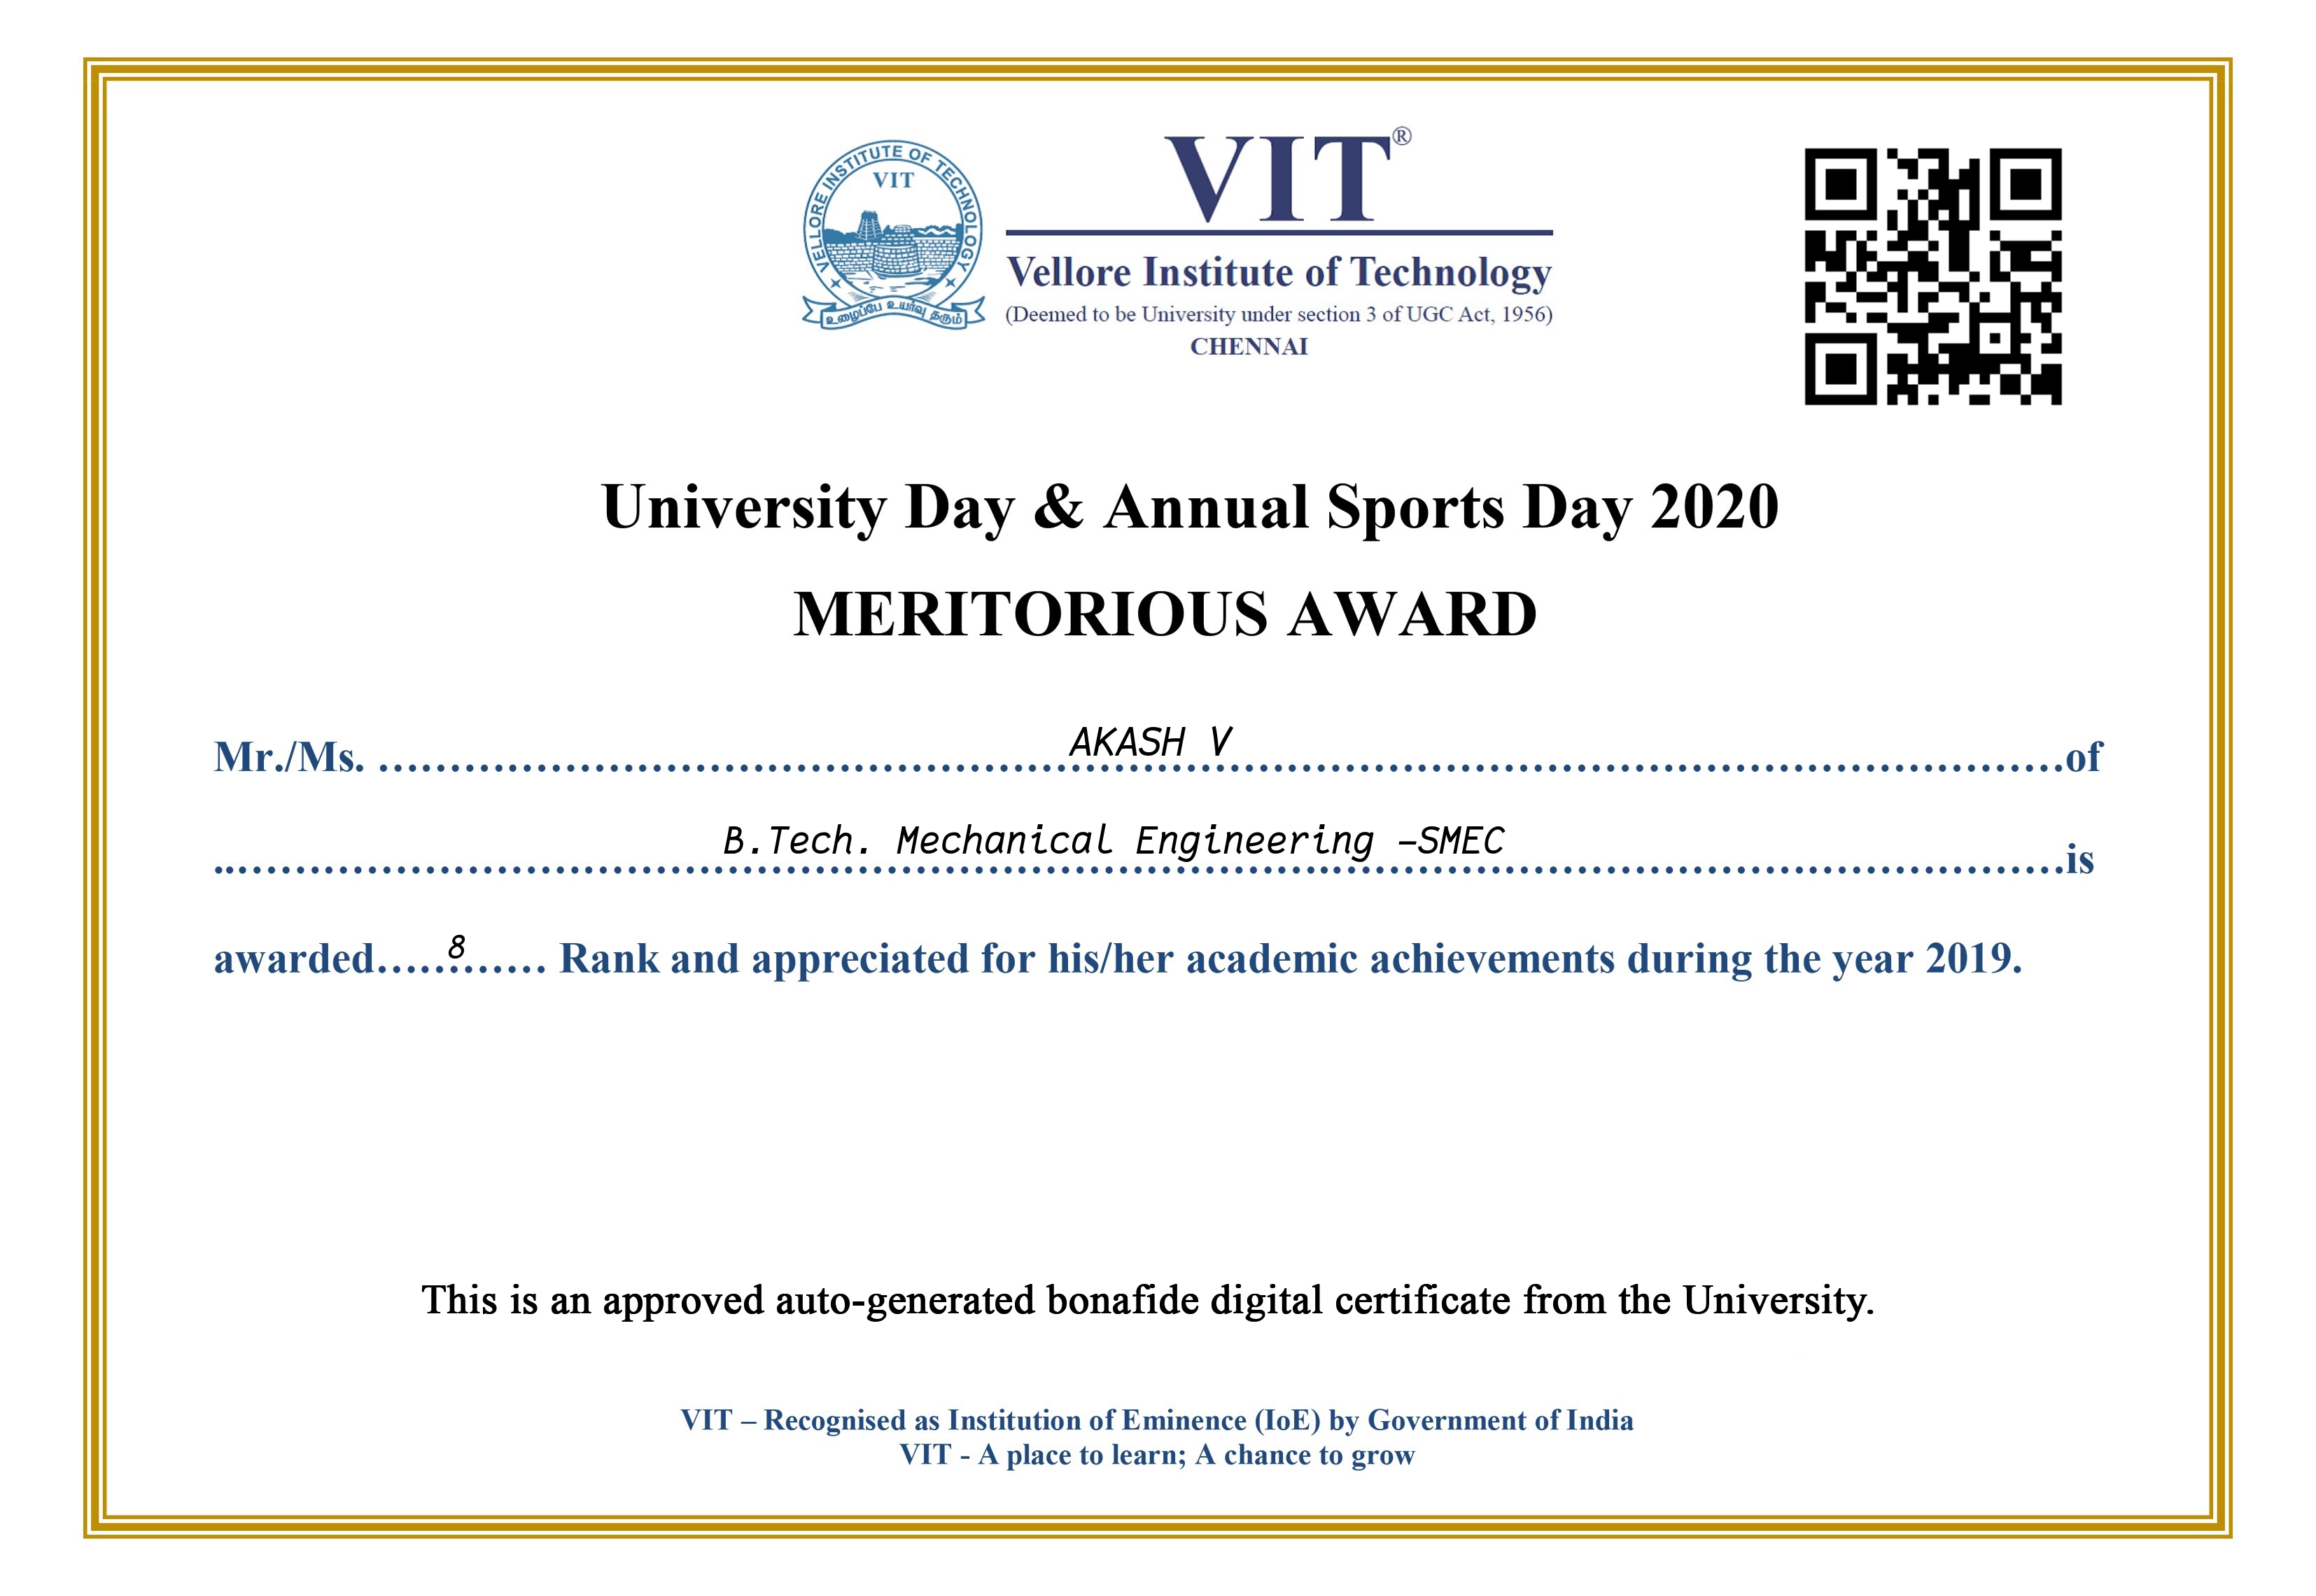 VELLORE INSTITUTE OF TECHNOLOGY
VIT
உழைப்பே உயர்வு தரும்
VIT®
Vellore Institute of Technology
(Deemed to be University under section 3 of UGC Act, 1956)
CHENNAI
University Day & Annual Sports Day 2020
MERITORIOUS AWARD
Mr./Ms. ........................AKASH V........................of
........................B.Tech. Mechanical Engineering -SMEC........................is
awarded.....8...... Rank and appreciated for his/her academic achievements during the year 2019.
This is an approved auto-generated bonafide digital certificate from the University.
VIT – Recognised as Institution of Eminence (IoE) by Government of India
VIT - A place to learn; A chance to grow